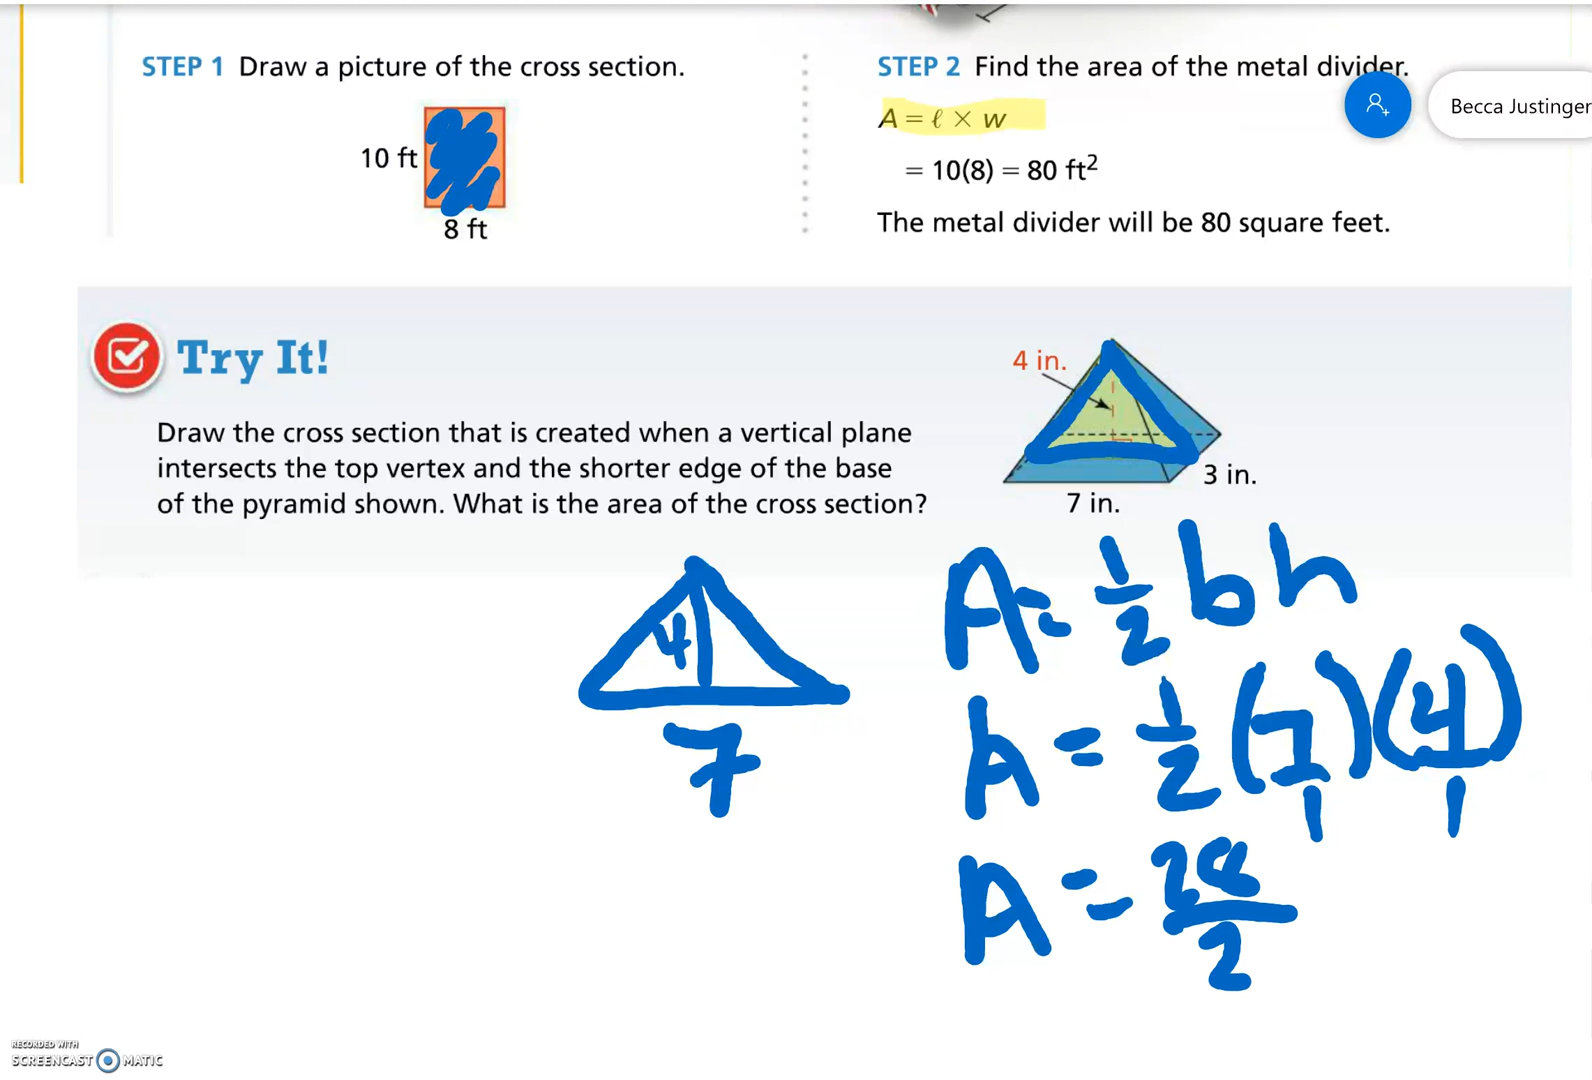 STEP 1 Draw a picture of the cross section.
10 ft
8 ft
STEP 2 Find the area of the metal divider.
A = ℓ × w
= 10(8) = 80 ft²
The metal divider will be 80 square feet.
Becca Justinger
Try It!
Draw the cross section that is created when a vertical plane
intersects the top vertex and the shorter edge of the base
of the pyramid shown. What is the area of the cross section?
4 in.
3 in.
7 in.
4
7
A = 1/2 bh
A = 1/2 (7/1)(4/1)
A = 28/2
RECORDED WITH
SCREENCAST MATIC